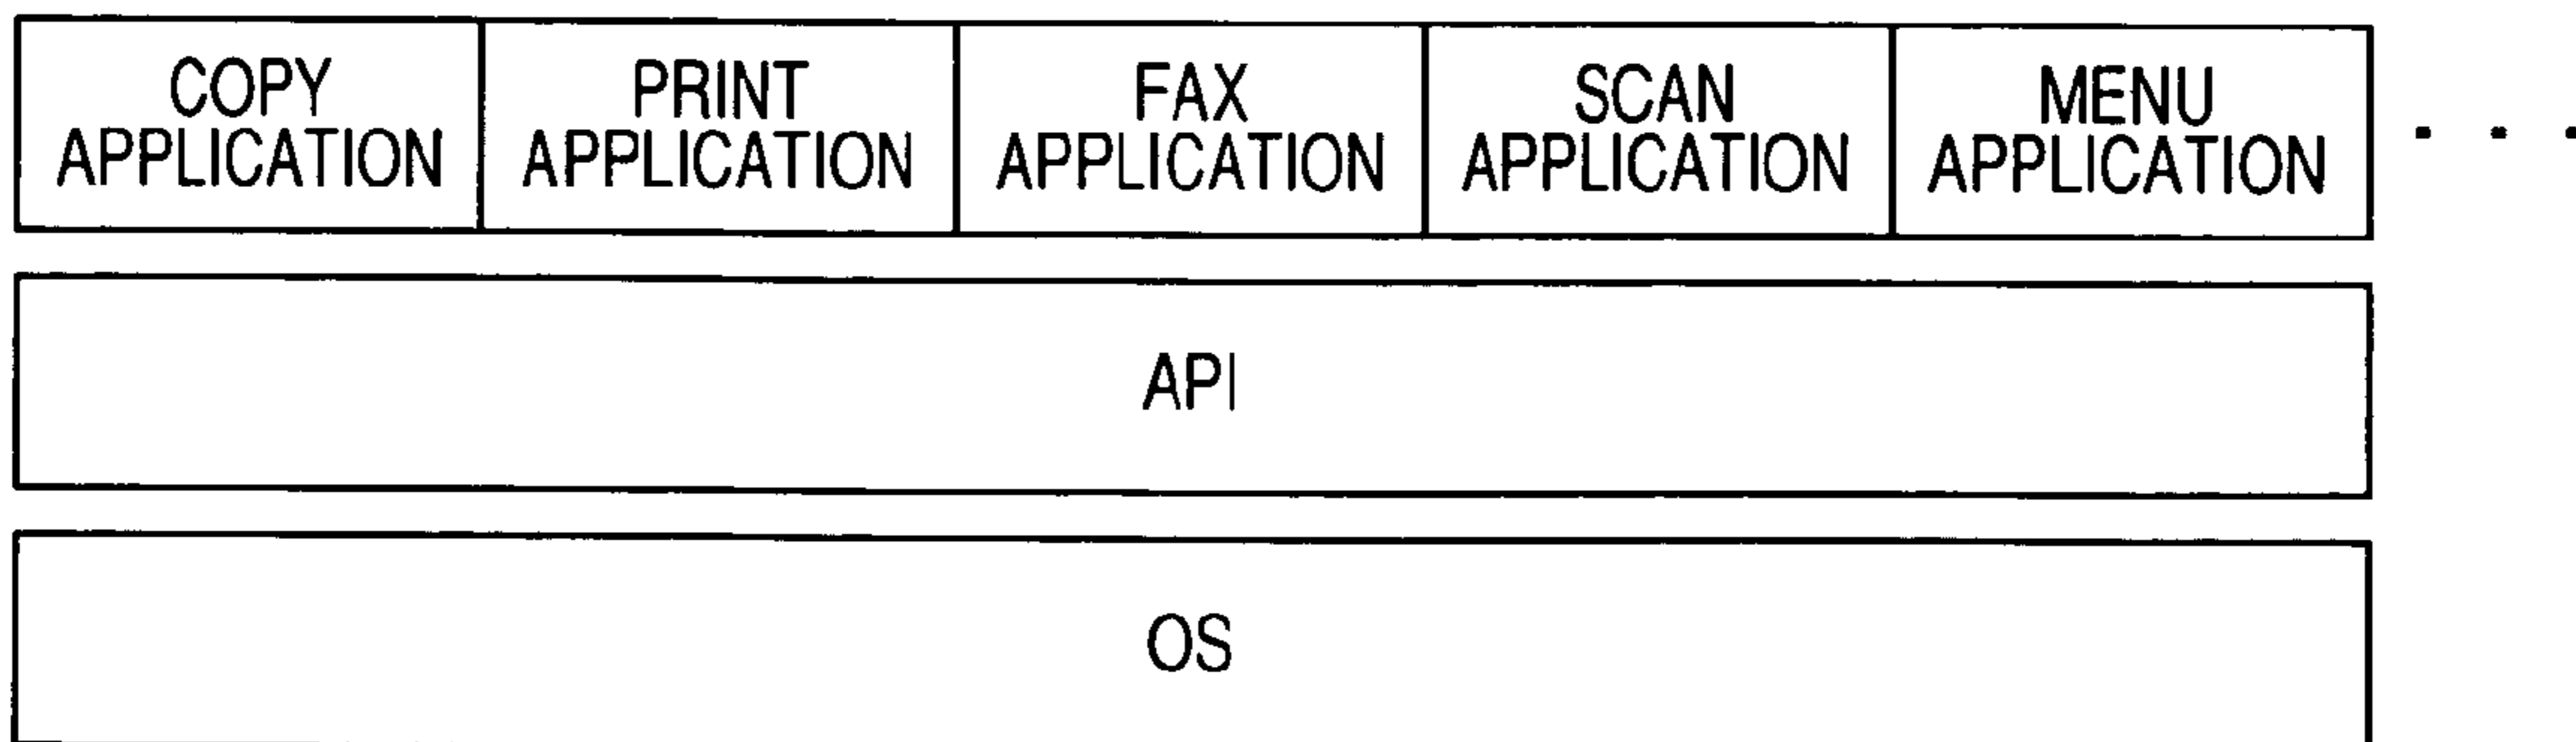 COPY
APPLICATION
PRINT
APPLICATION
FAX
APPLICATION
SCAN
APPLICATION
MENU
APPLICATION
. . .
API
OS